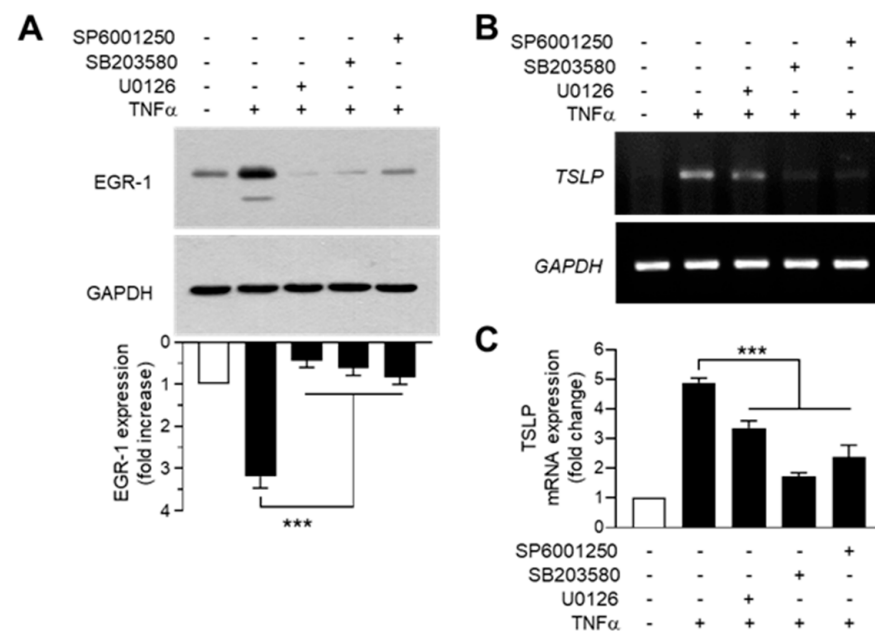 A
SP6001250 - - - - +
SB203580 - - - + -
U0126 - - + - -
TNFα - + + + +
EGR-1
GAPDH
0
1
2
3
4
EGR-1 expression
(fold increase)
***
B
SP6001250 - - - - +
SB203580 - - - + -
U0126 - - + - -
TNFα - + + + +
TSLP
GAPDH
C
6
5
4
3
2
1
0
TSLP
mRNA expression
(fold change)
***
SP6001250 - - - - +
SB203580 - - - + -
U0126 - - + - -
TNFα - + + + +